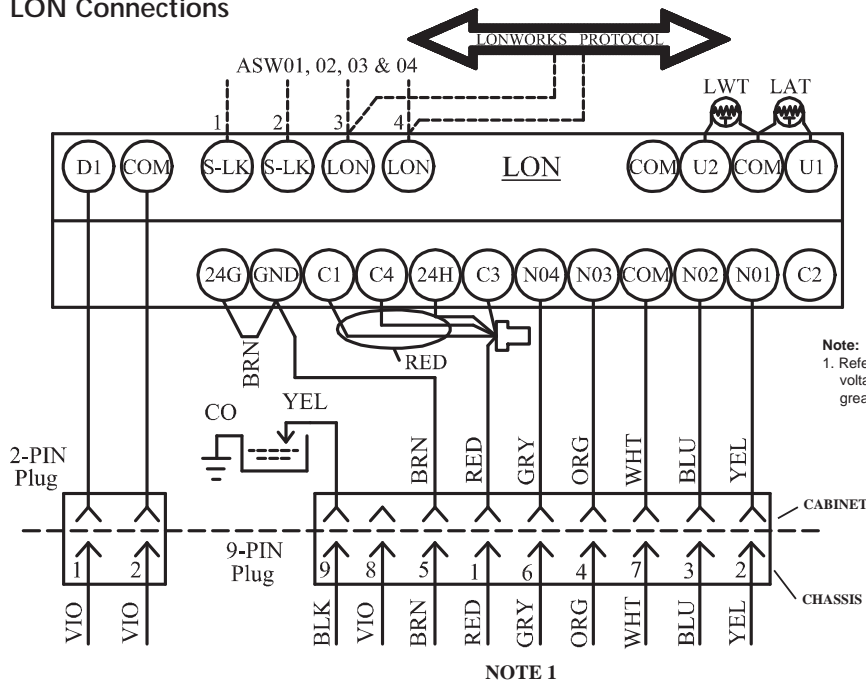 LON Connections
LONWORKS PROTOCOL
ASW01, 02, 03 & 04
LWT LAT
1 2 3 4
D1 COM S-LK S-LK LON LON LON COM U2 COM U1
24G GND C1 C4 24H C3 N04 N03 COM N02 N01 C2
BRN
RED
Note:
1. Refe
volta
grea
CO YEL
BRN RED GRY ORG WHT BLU YEL
2-PIN
Plug
CABINET
9-PIN
Plug
1 2 9 8 5 1 6 4 7 3 2
CHASSIS
VIO VIO BLK VIO BRN RED GRY ORG WHT BLU YEL
NOTE 1